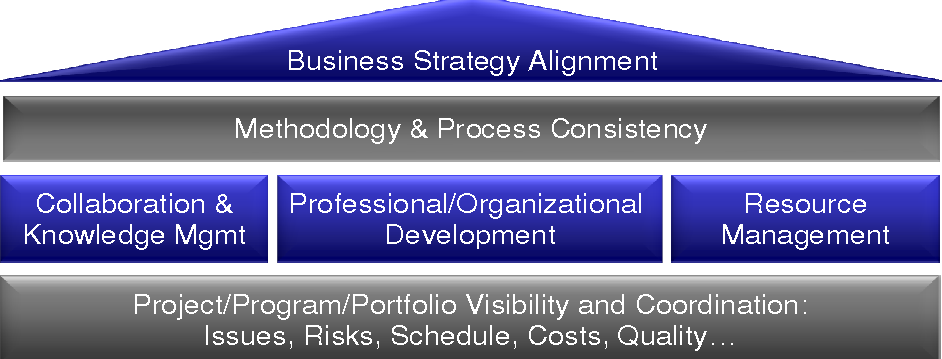 Business Strategy Alignment
Methodology & Process Consistency
Collaboration &
Knowledge Mgmt
Professional/Organizational
Development
Resource
Management
Project/Program/Portfolio Visibility and Coordination:
Issues, Risks, Schedule, Costs, Quality…